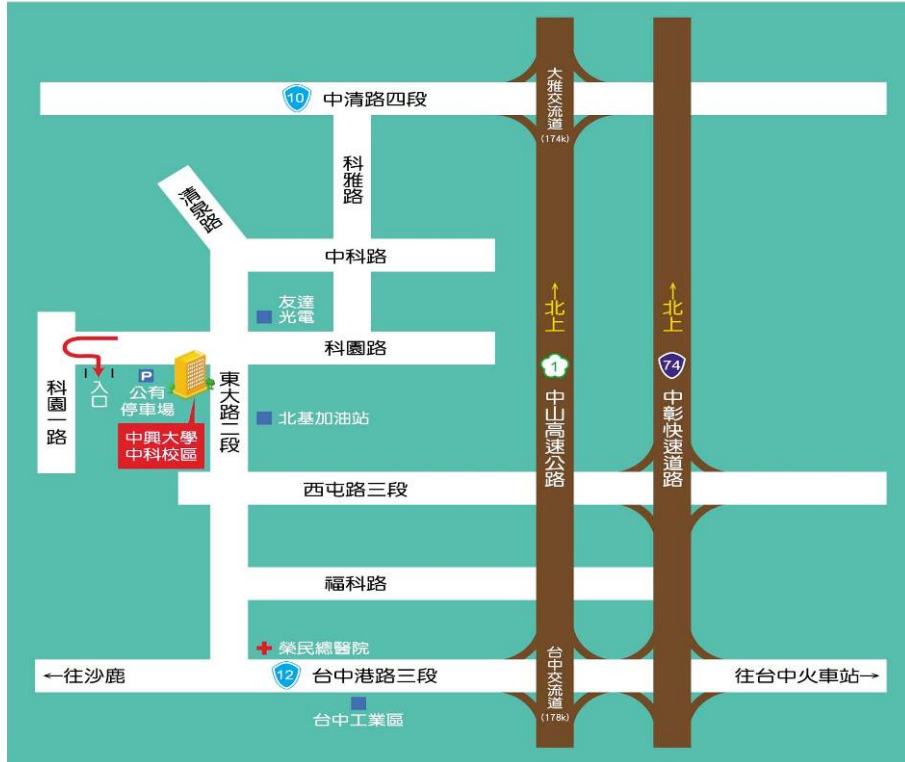 10
中清路四段
大雅交流道
(174k)
科雅路
清泉路
中科路
友達
光電
←北上
←北上
科園路
1
74
科園一路
入口
P
公有
停車場
東大路二段
中興大學
中科校區
北基加油站
中山高速公路
中彰快速道路
西屯路三段
福科路
榮民總醫院
←往沙鹿
12
台中港路三段
台中交流道
(178k)
往台中火車站→
台中工業區